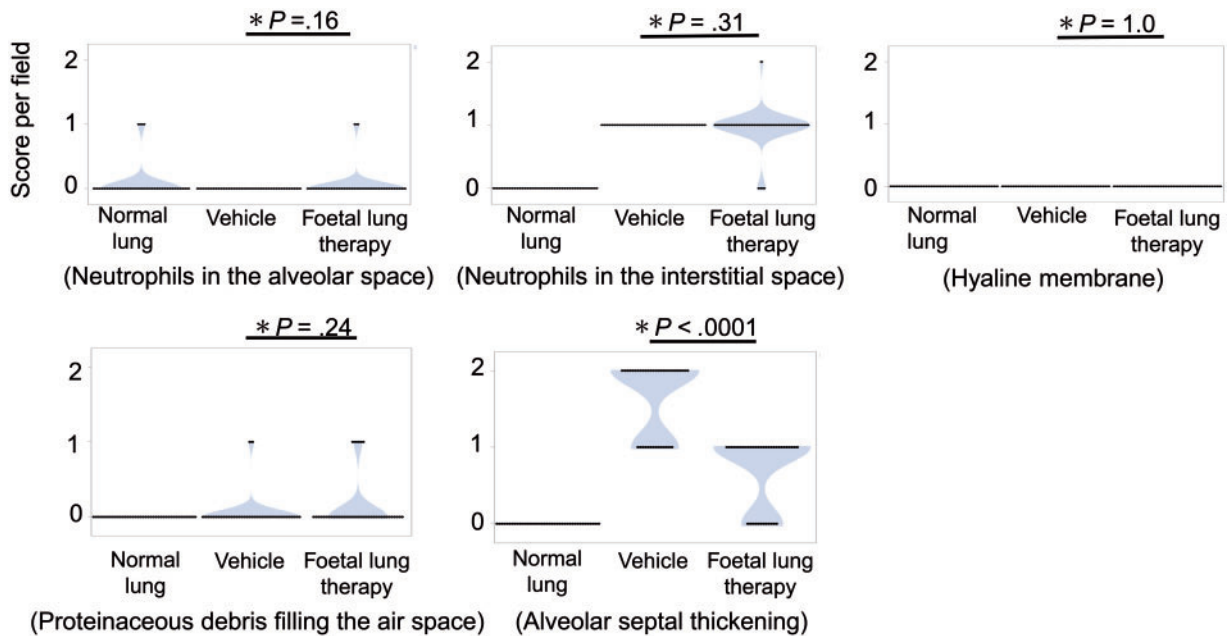 * P =.16
Score per field
2
1
0
Normal lung
Vehicle
Foetal lung therapy
(Neutrophils in the alveolar space)
* P = .31
2
1
0
Normal lung
Vehicle
Foetal lung therapy
(Neutrophils in the interstitial space)
* P = 1.0
2
1
0
Normal lung
Vehicle
Foetal lung therapy
(Hyaline membrane)
* P = .24
2
1
0
Normal lung
Vehicle
Foetal lung therapy
(Proteinaceous debris filling the air space)
* P < .0001
2
1
0
Normal lung
Vehicle
Foetal lung therapy
(Alveolar septal thickening)